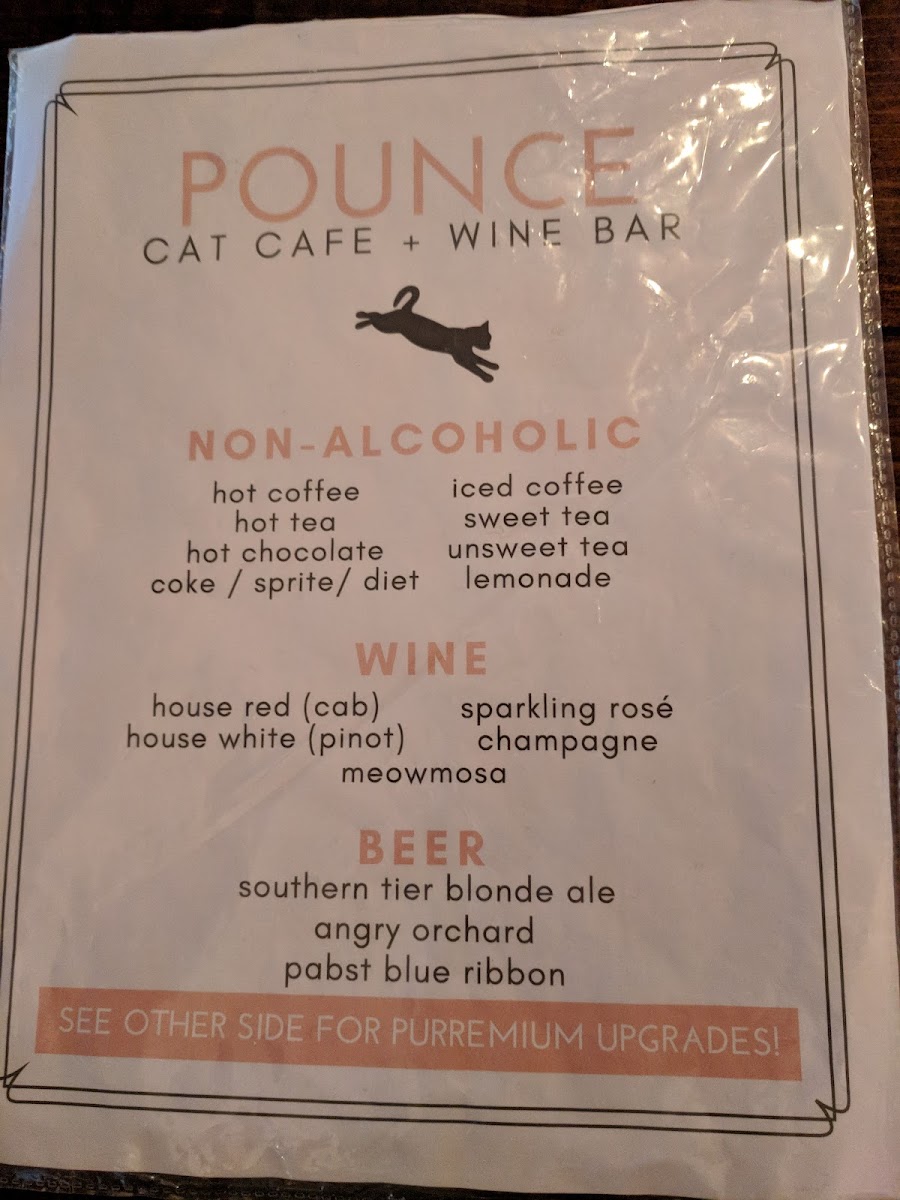 POUNCE
CAT CAFE + WINE BAR
NON-ALCOHOLIC
hot coffee
hot tea
hot chocolate
coke / sprite/ diet
iced coffee
sweet tea
unsweet tea
lemonade
WINE
house red (cab)
house white (pinot)
sparkling rosé
champagne
meowmosa
BEER
southern tier blonde ale
angry orchard
pabst blue ribbon
SEE OTHER SIDE FOR PURREMIUM UPGRADES!